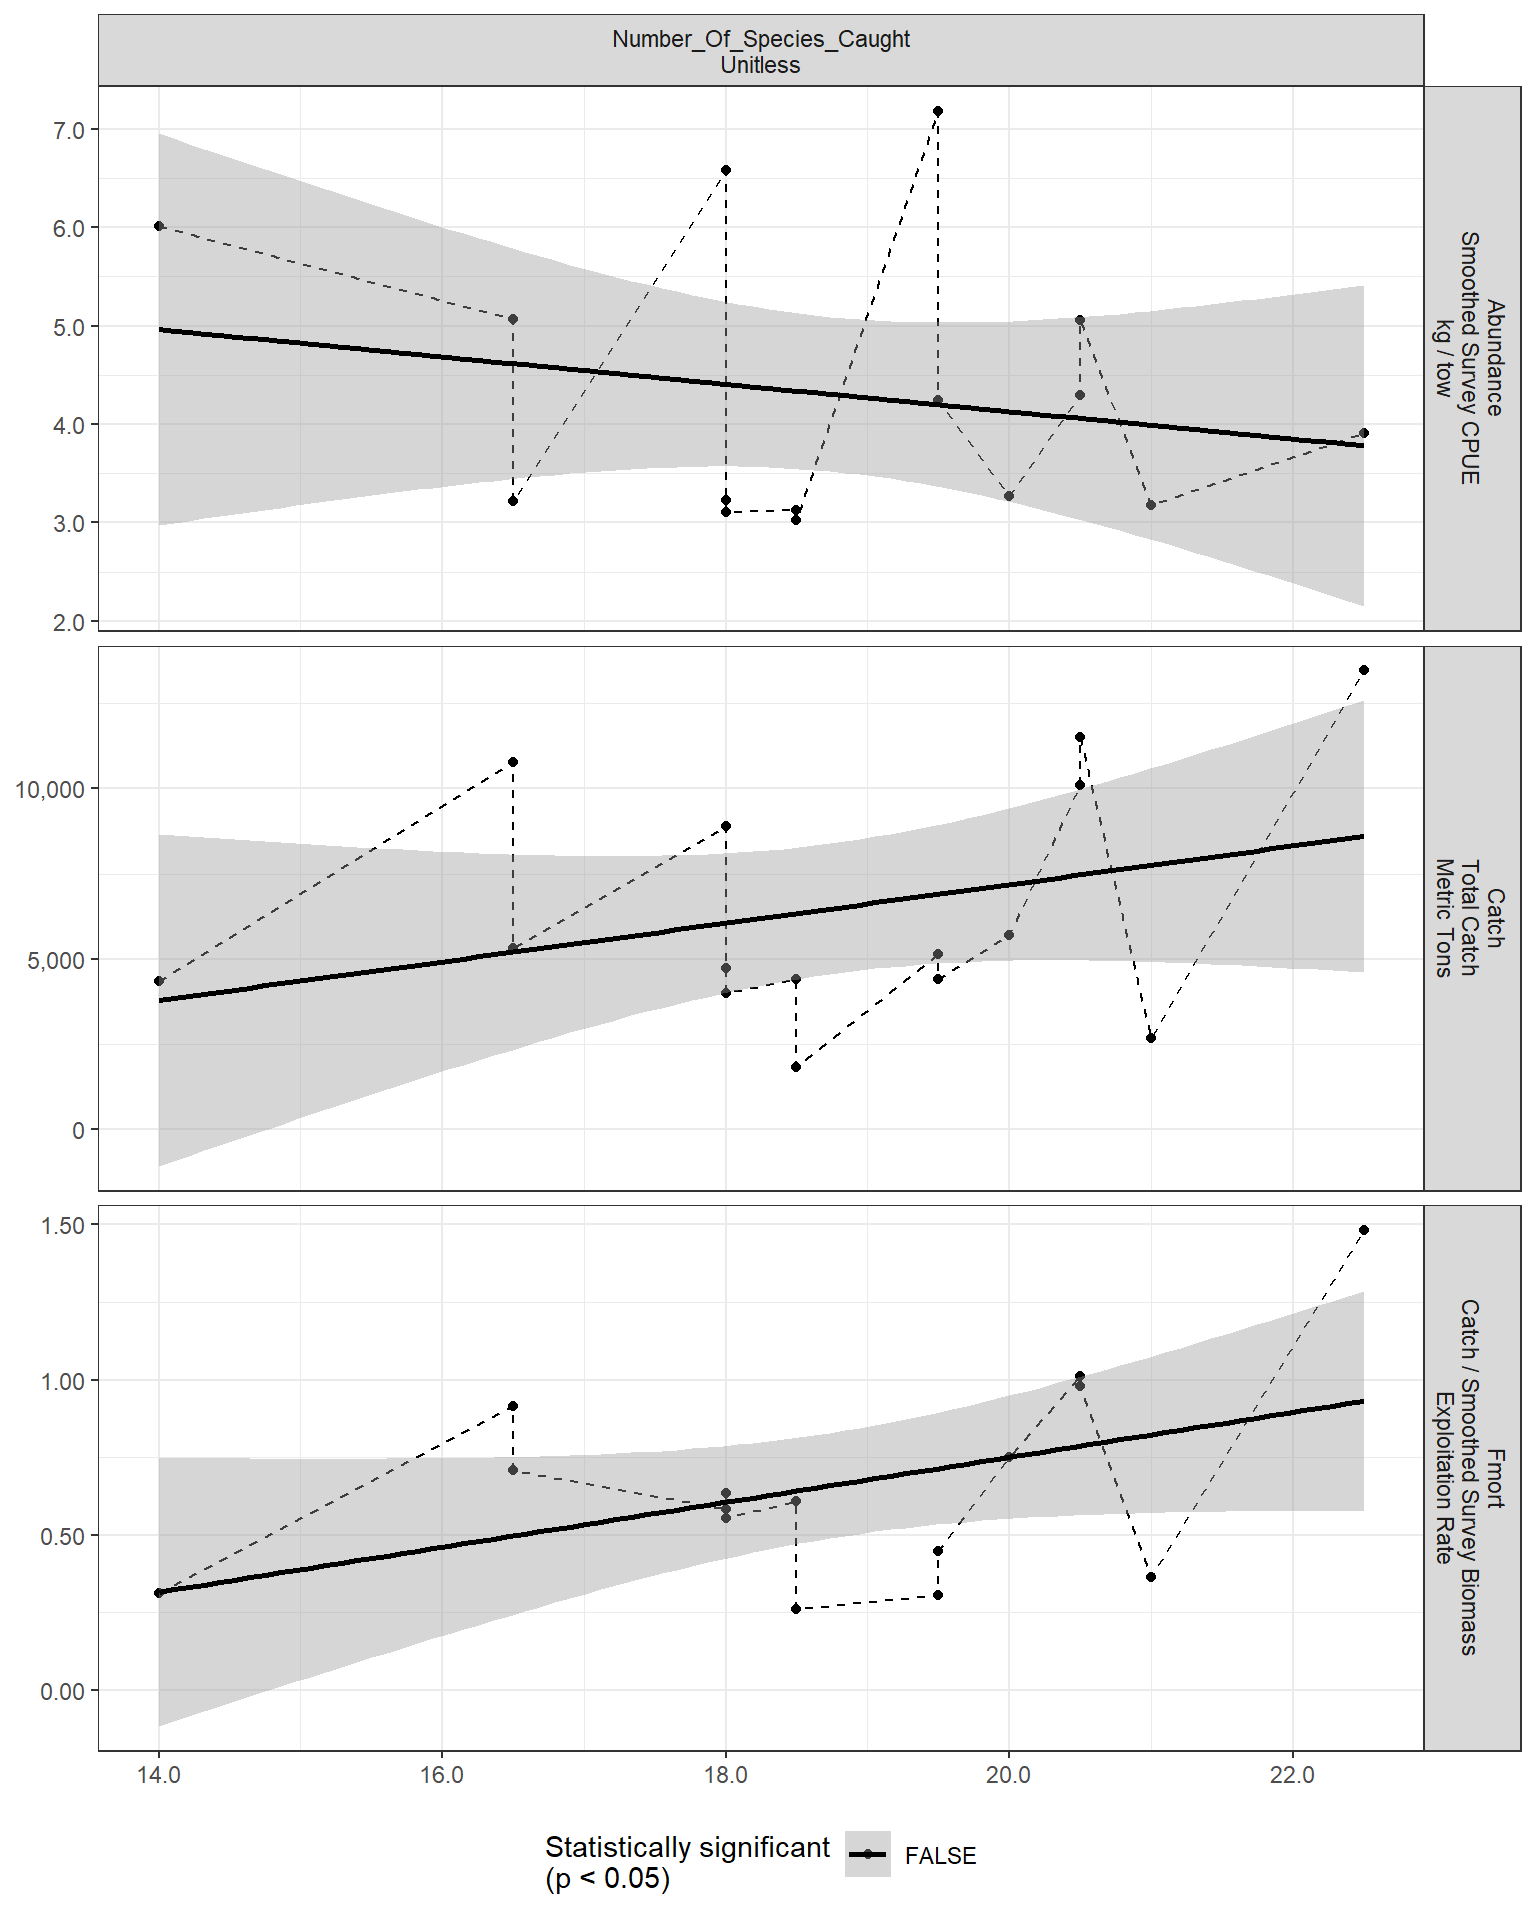 Number_Of_Species_Caught
Unitless
7.0
6.0
5.0
4.0
3.0
2.0
Abundance
Smoothed Survey CPUE
kg / tow
10,000
5,000
0
Catch
Total Catch
Metric Tons
1.50
1.00
0.50
0.00
Fmort
Catch / Smoothed Survey Biomass
Exploitation Rate
14.0 16.0 18.0 20.0 22.0
Statistically significant
(p < 0.05)
FALSE